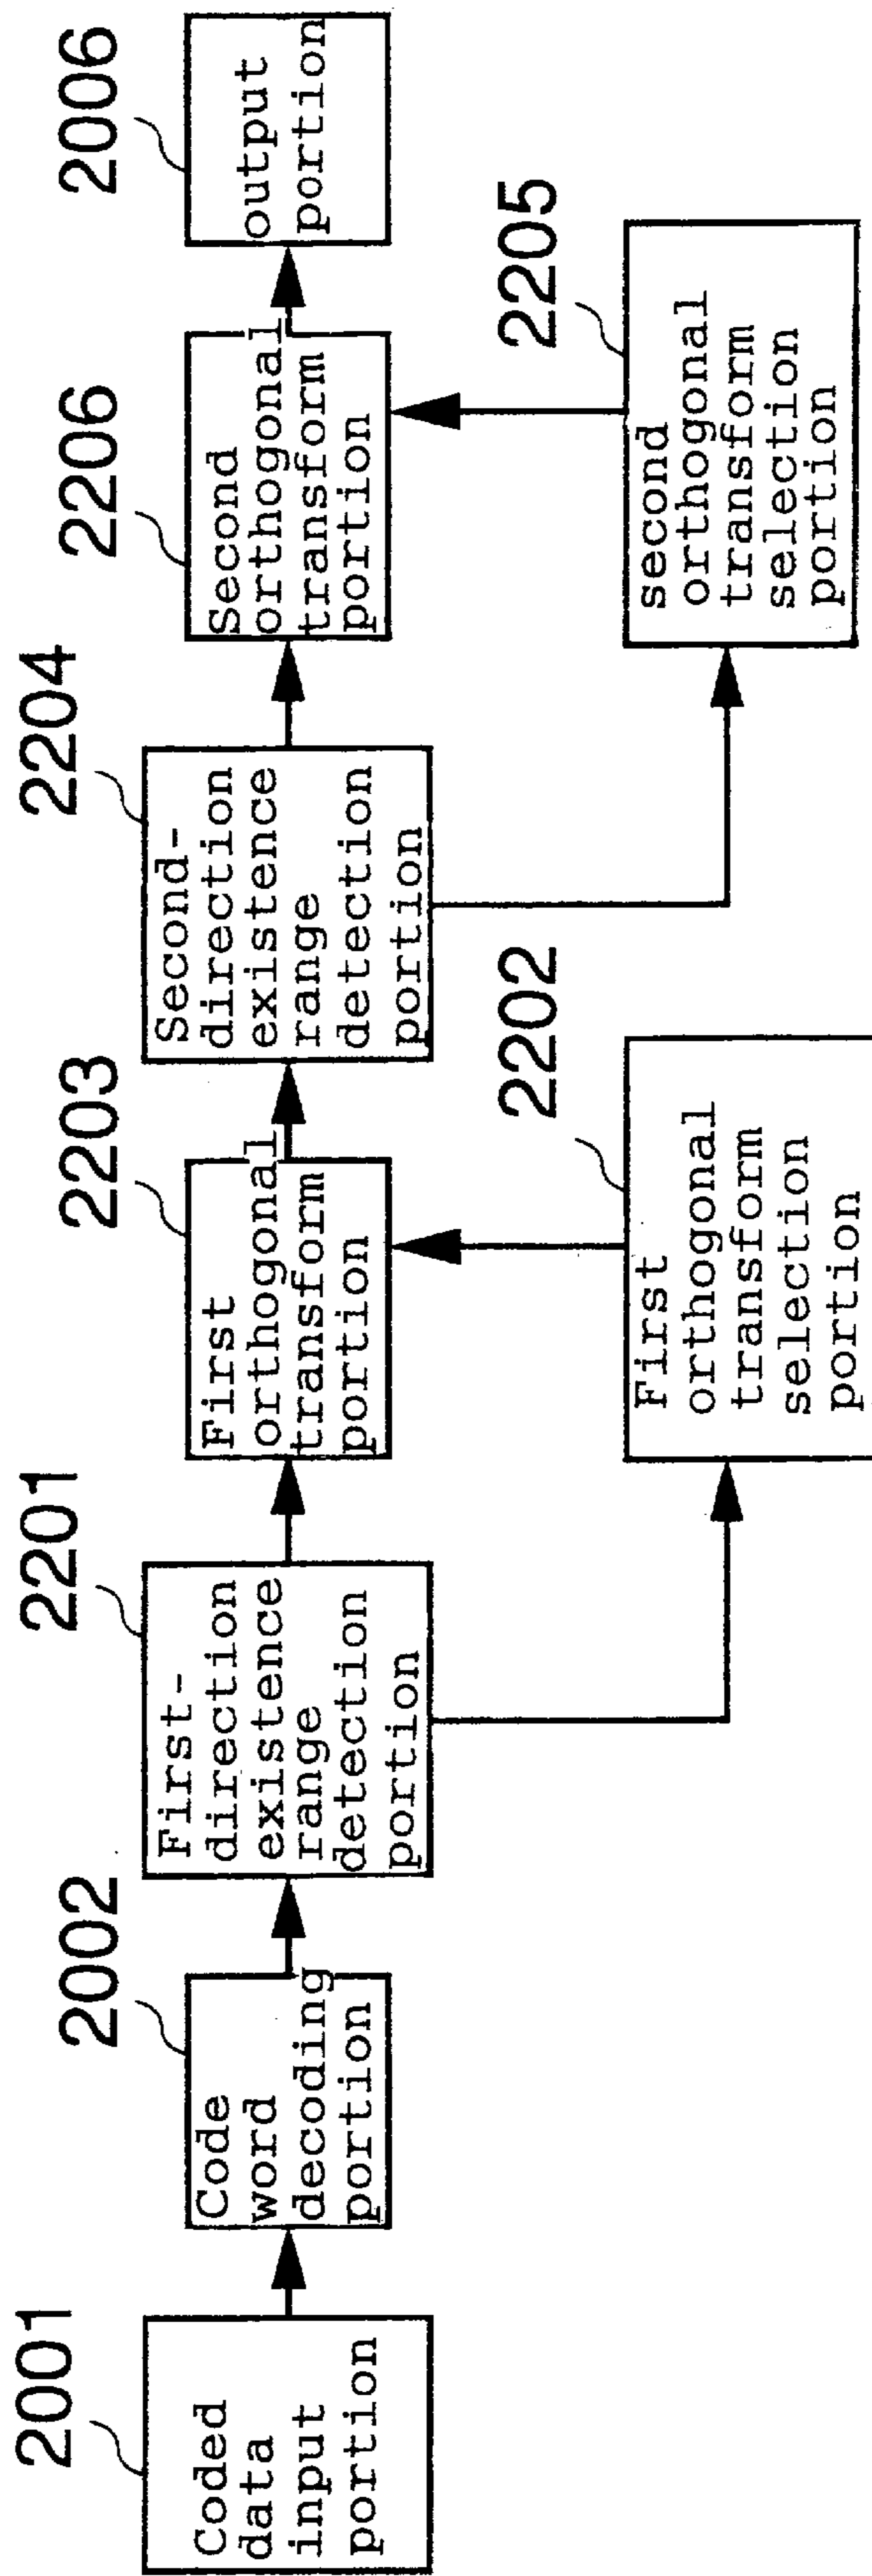 2001
Coded
data
input
portion
2002
Code
word
decoding
portion
2201
First-
direction
existence
range
detection
portion
2203
First
orthogonal
transform
portion
2204
Second-
direction
existence
range
detection
portion
2206
Second
orthogonal
transform
portion
2006
output
portion
2202
First
orthogonal
transform
selection
portion
2205
second
orthogonal
transform
selection
portion